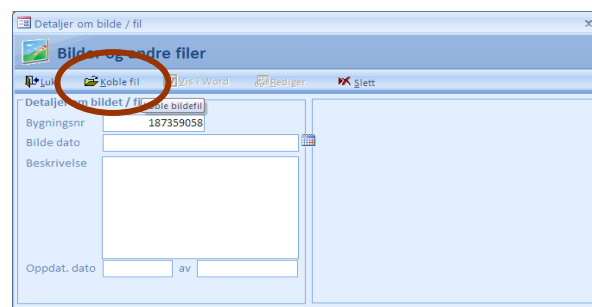 Detaljer om bilde / fil
Bilder og andre filer
Lukk Koble fil Vis i Word Rediger Slett
Detaljer om bildet / fil
Koble bildefil
Bygningsnr 187359058
Bilde dato
Beskrivelse
Oppdat. dato av